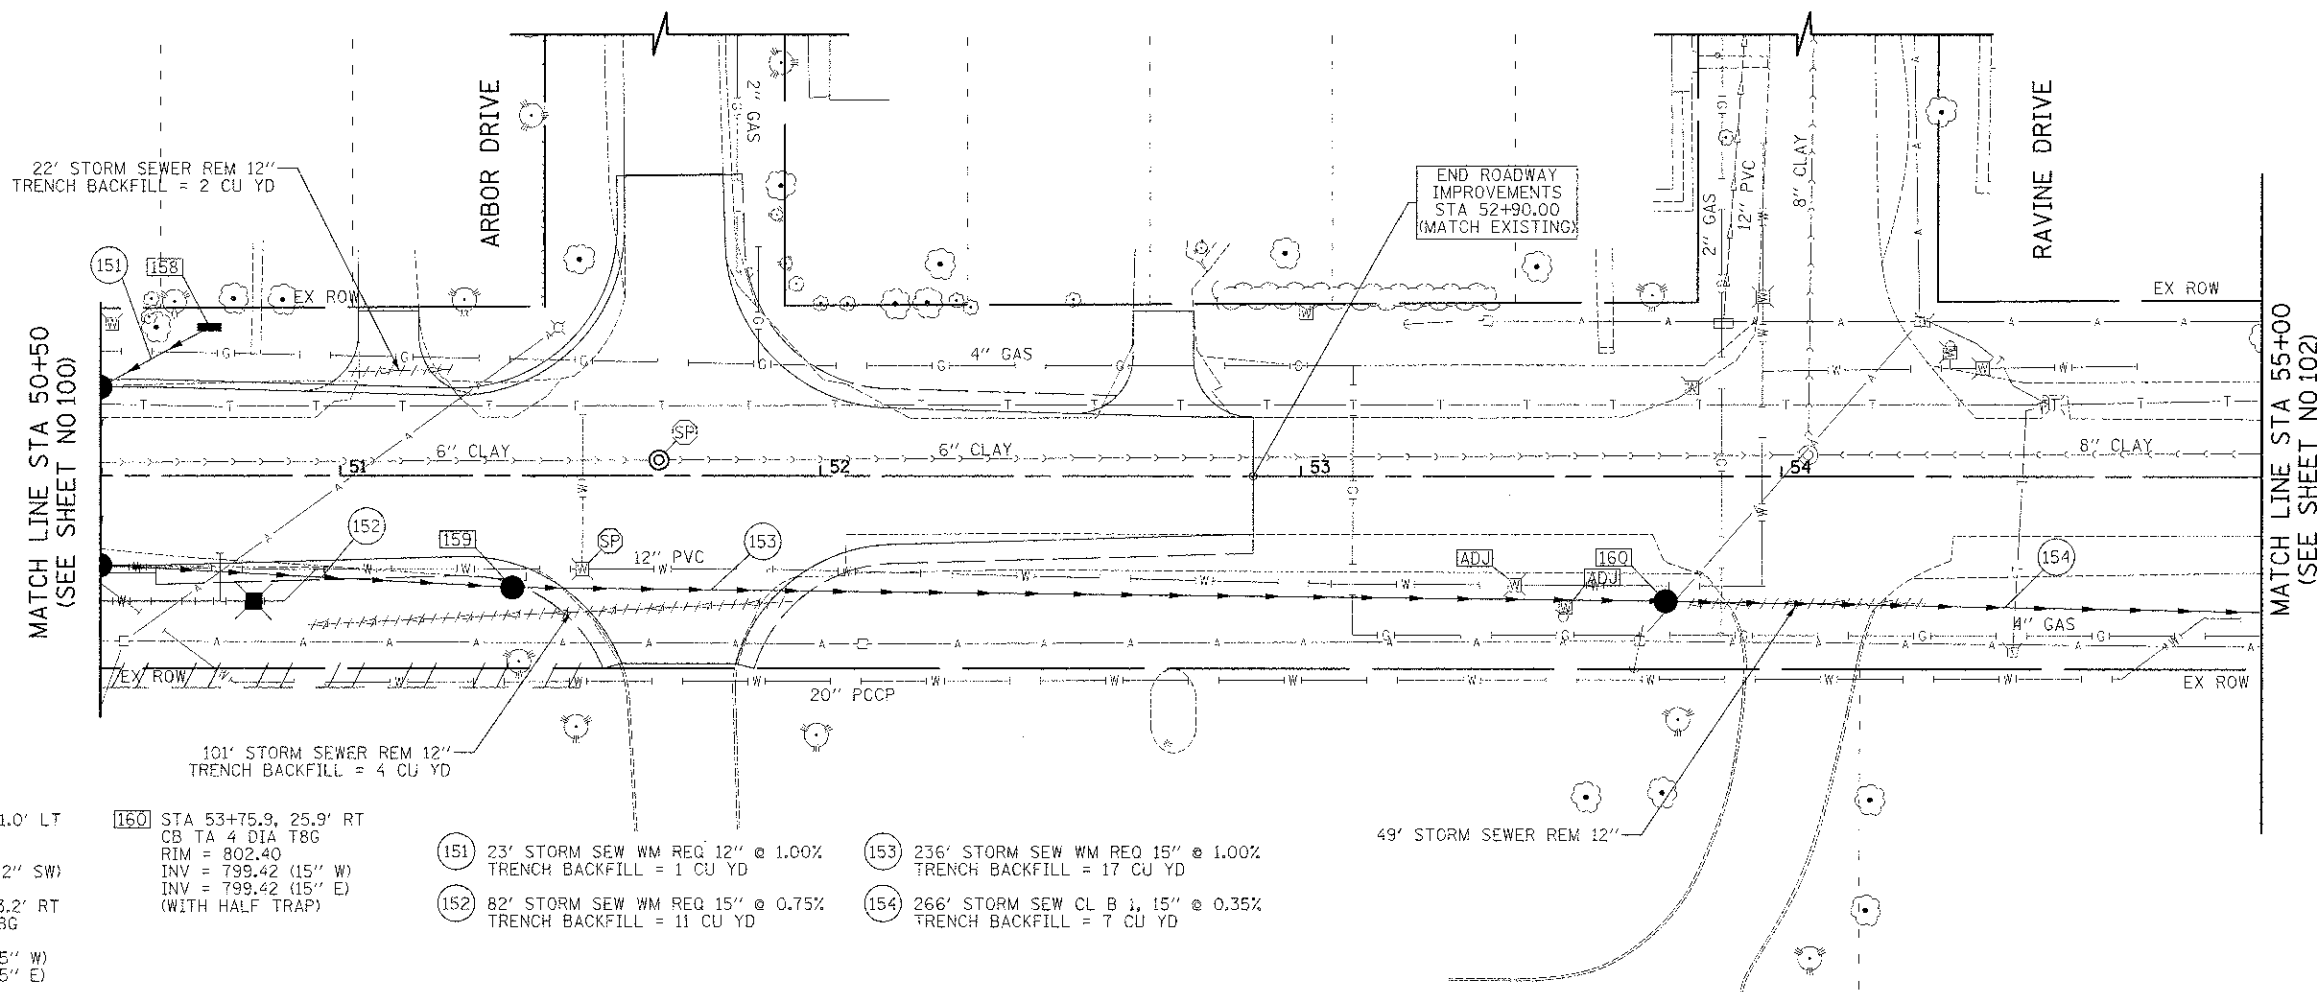 ARBOR DRIVE
RAVINE DRIVE
22' STORM SEWER REM 12"
TRENCH BACKFILL = 2 CU YD
2" GAS
END ROADWAY
IMPROVEMENTS
STA 52+90.00
(MATCH EXISTING)
2" GAS
12" PVC
8" CLAY
151
158
EX ROW
EX ROW
MATCH LINE STA 50+50
(SEE SHEET NO 100)
MATCH LINE STA 55+00
(SEE SHEET NO 102)
4" GAS
6" CLAY
SP
6" CLAY
8" CLAY
51
52
53
54
152
159
SP
12" PVC
153
ADJ
160
ADJ
154
4" GAS
EX ROW
20" PCCP
EX ROW
101' STORM SEWER REM 12"
TRENCH BACKFILL = 4 CU YD
49' STORM SEWER REM 12"
1.0' LT
2" SW)
3.2' RT
8G
5" W)
5" E)
160 STA 53+75.9, 25.9' RT
CB TA 4 DIA T8G
RIM = 802.40
INV = 799.42 (15" W)
INV = 799.42 (15" E)
(WITH HALF TRAP)
151 23' STORM SEW WM REQ 12" @ 1.00%
TRENCH BACKFILL = 1 CU YD
152 82' STORM SEW WM REQ 15" @ 0.75%
TRENCH BACKFILL = 11 CU YD
153 236' STORM SEW WM REQ 15" @ 1.00%
TRENCH BACKFILL = 17 CU YD
154 266' STORM SEW CL B 1, 15" @ 0.35%
TRENCH BACKFILL = 7 CU YD